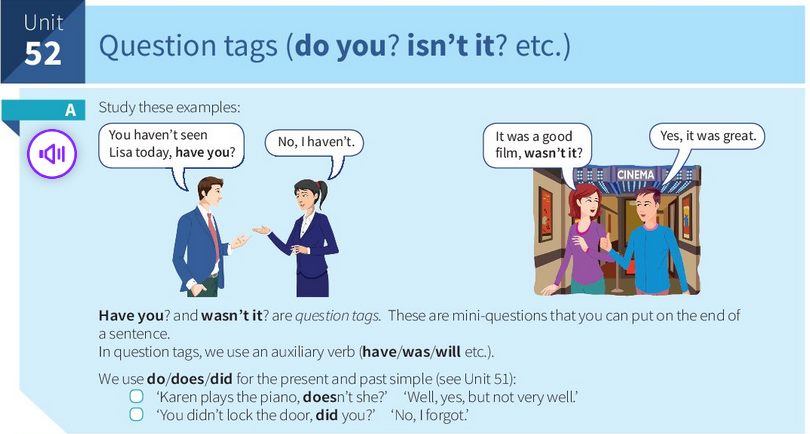 Unit
52
Question tags (do you? isn’t it? etc.)
A
Study these examples:
You haven’t seen
Lisa today, have you?
No, I haven’t.
It was a good
film, wasn’t it?
Yes, it was great.
CINEMA
Have you? and wasn’t it? are question tags. These are mini-questions that you can put on the end of
a sentence.
In question tags, we use an auxiliary verb (have/was/will etc.).
We use do/does/did for the present and past simple (see Unit 51):
‘Karen plays the piano, doesn’t she?’ ‘Well, yes, but not very well.’
‘You didn’t lock the door, did you?’ ‘No, I forgot.’